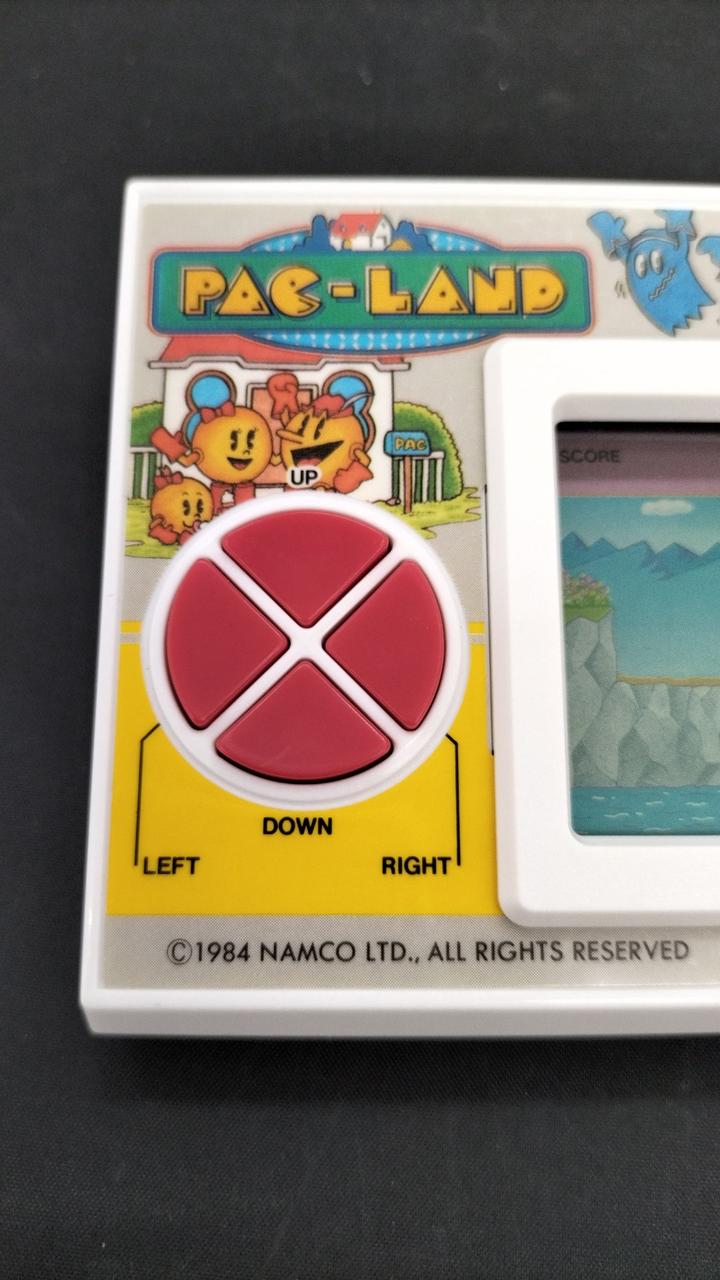 PAC-LAND
PAC
UP
SCORE
DOWN
LEFT
RIGHT
©1984 NAMCO LTD., ALL RIGHTS RESERVED